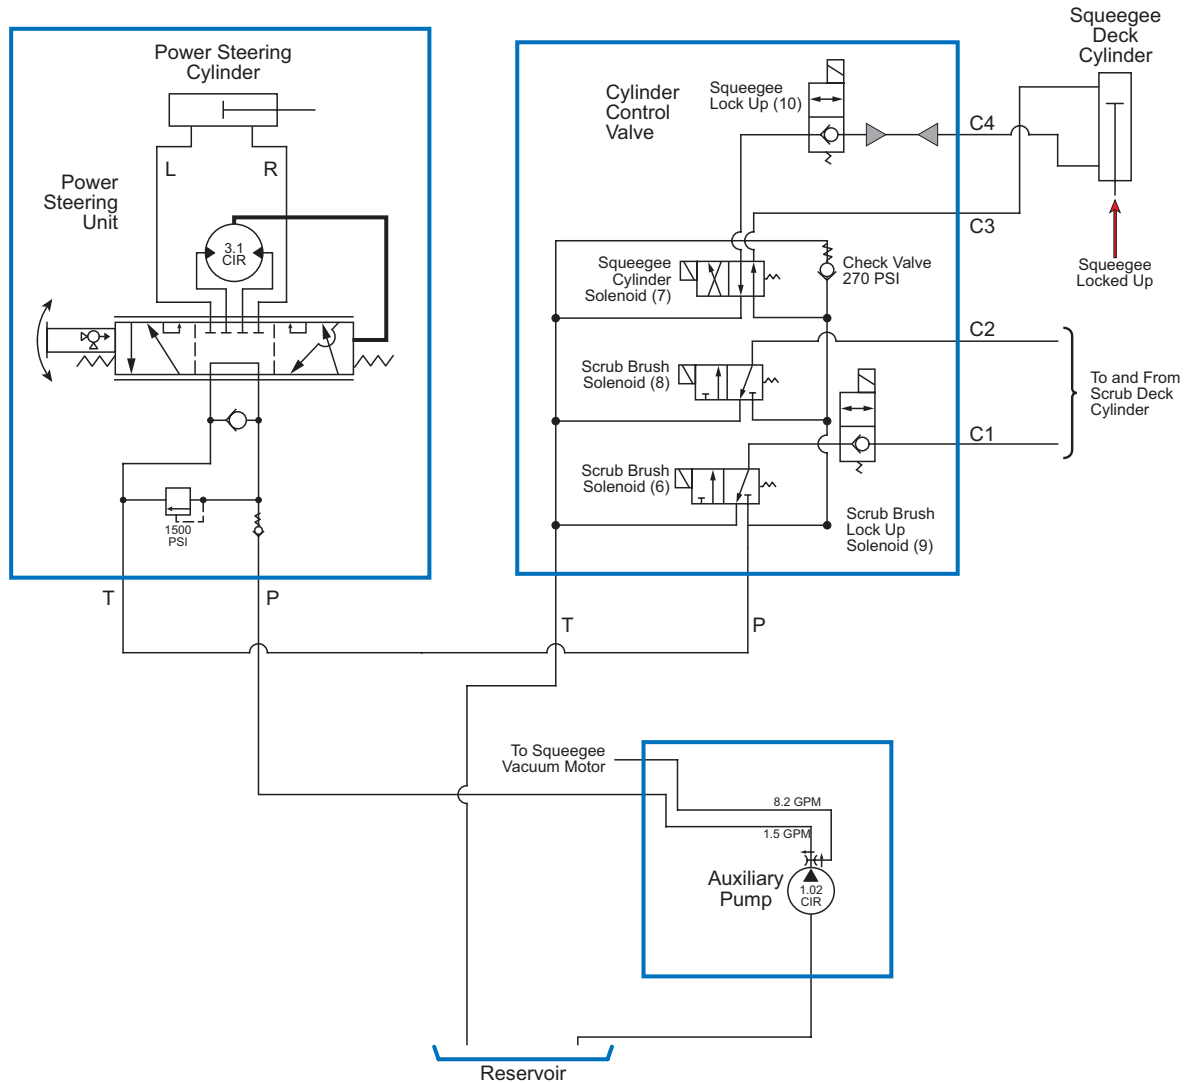 Power Steering
Cylinder
L
R
Power
Steering
Unit
3.1
CIR
1500
PSI
T
P
Cylinder
Control
Valve
Squeegee
Lock Up (10)
Squeegee
Deck
Cylinder
C4
C3
Squeegee
Locked Up
Squeegee
Cylinder
Solenoid (7)
Check Valve
270 PSI
C2
Scrub Brush
Solenoid (8)
To and From
Scrub Deck
Cylinder
C1
Scrub Brush
Solenoid (6)
Scrub Brush
Lock Up
Solenoid (9)
T
P
To Squeegee
Vacuum Motor
8.2 GPM
1.5 GPM
Auxiliary
Pump
1.02
CIR
Reservoir